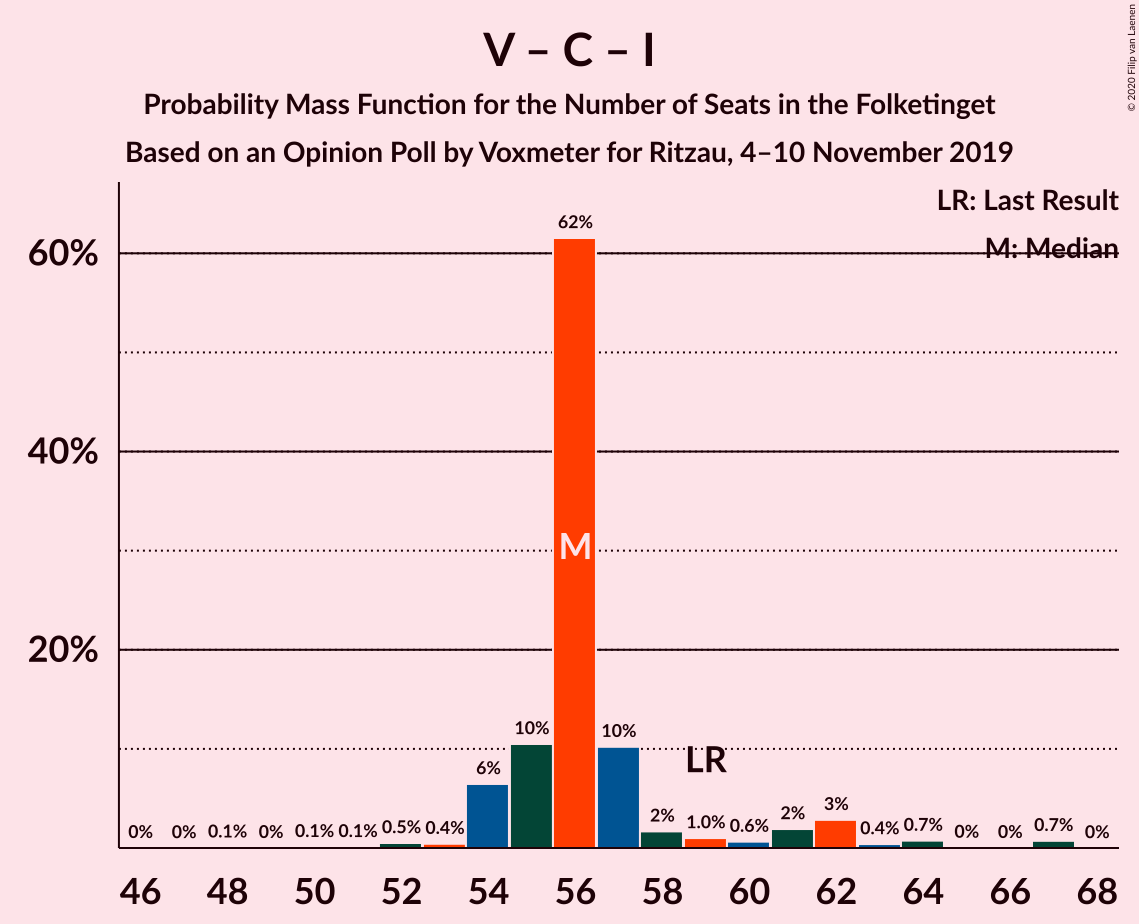 V – C – I
Probability Mass Function for the Number of Seats in the Folketinget
Based on an Opinion Poll by Voxmeter for Ritzau, 4–10 November 2019
© 2020 Filip van Laenen
LR: Last Result
M: Median
60%
40%
20%
0% 0% 0.1% 0% 0.1% 0.1% 0.5% 0.4% 6% 10% 62% 10% 2% 1.0% 0.6% 2% 3% 0.4% 0.7% 0% 0% 0.7% 0%
M
LR
46 48 50 52 54 56 58 60 62 64 66 68